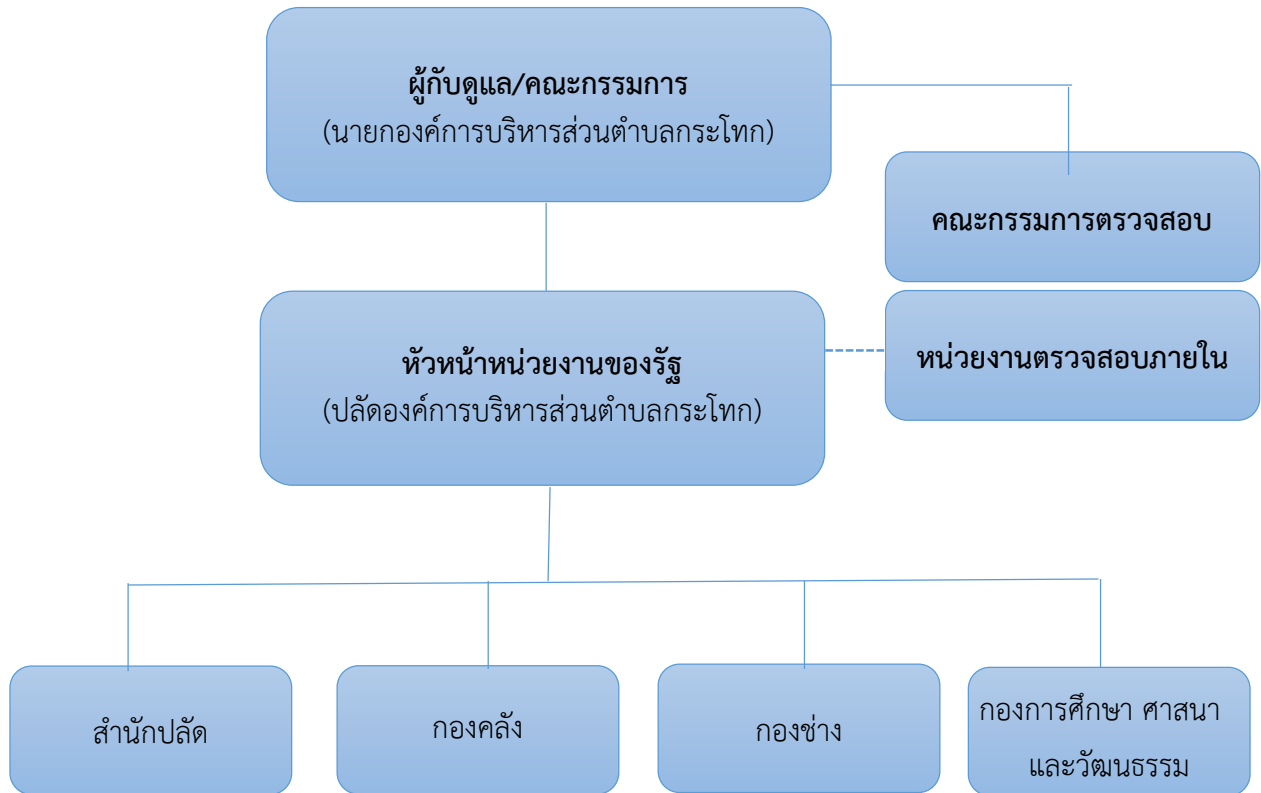 ผู้กับดูแล/คณะกรรมการ
(นายกองค์การบริหารส่วนตำบลกระโทก)
คณะกรรมการตรวจสอบ
หัวหน้าหน่วยงานของรัฐ
(ปลัดองค์การบริหารส่วนตำบลกระโทก)
หน่วยงานตรวจสอบภายใน
สำนักปลัด
กองคลัง
กองช่าง
กองการศึกษา ศาสนา
และวัฒนธรรม